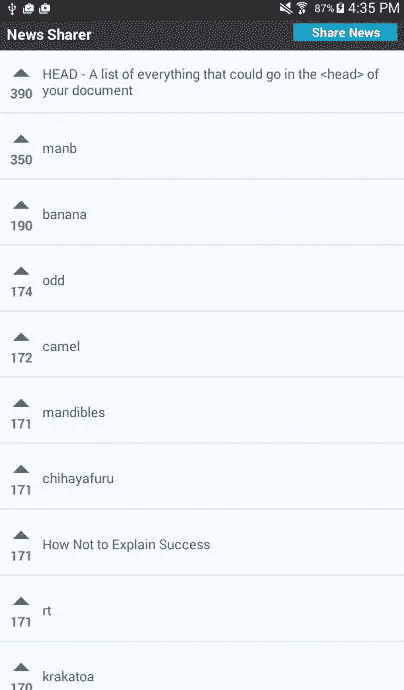 87% 4:35 PM
News Sharer
Share News
HEAD - A list of everything that could go in the <head> of
your document
390
manb
350
banana
190
odd
174
camel
172
mandibles
171
chihayafuru
171
How Not to Explain Success
171
rt
171
krakatoa
170